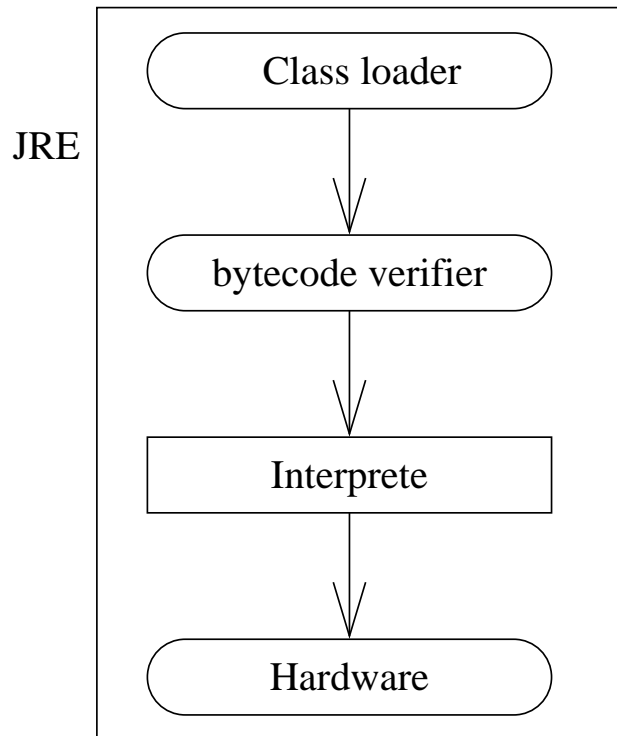 Class loader
JRE
bytecode verifier
Interprete
Hardware